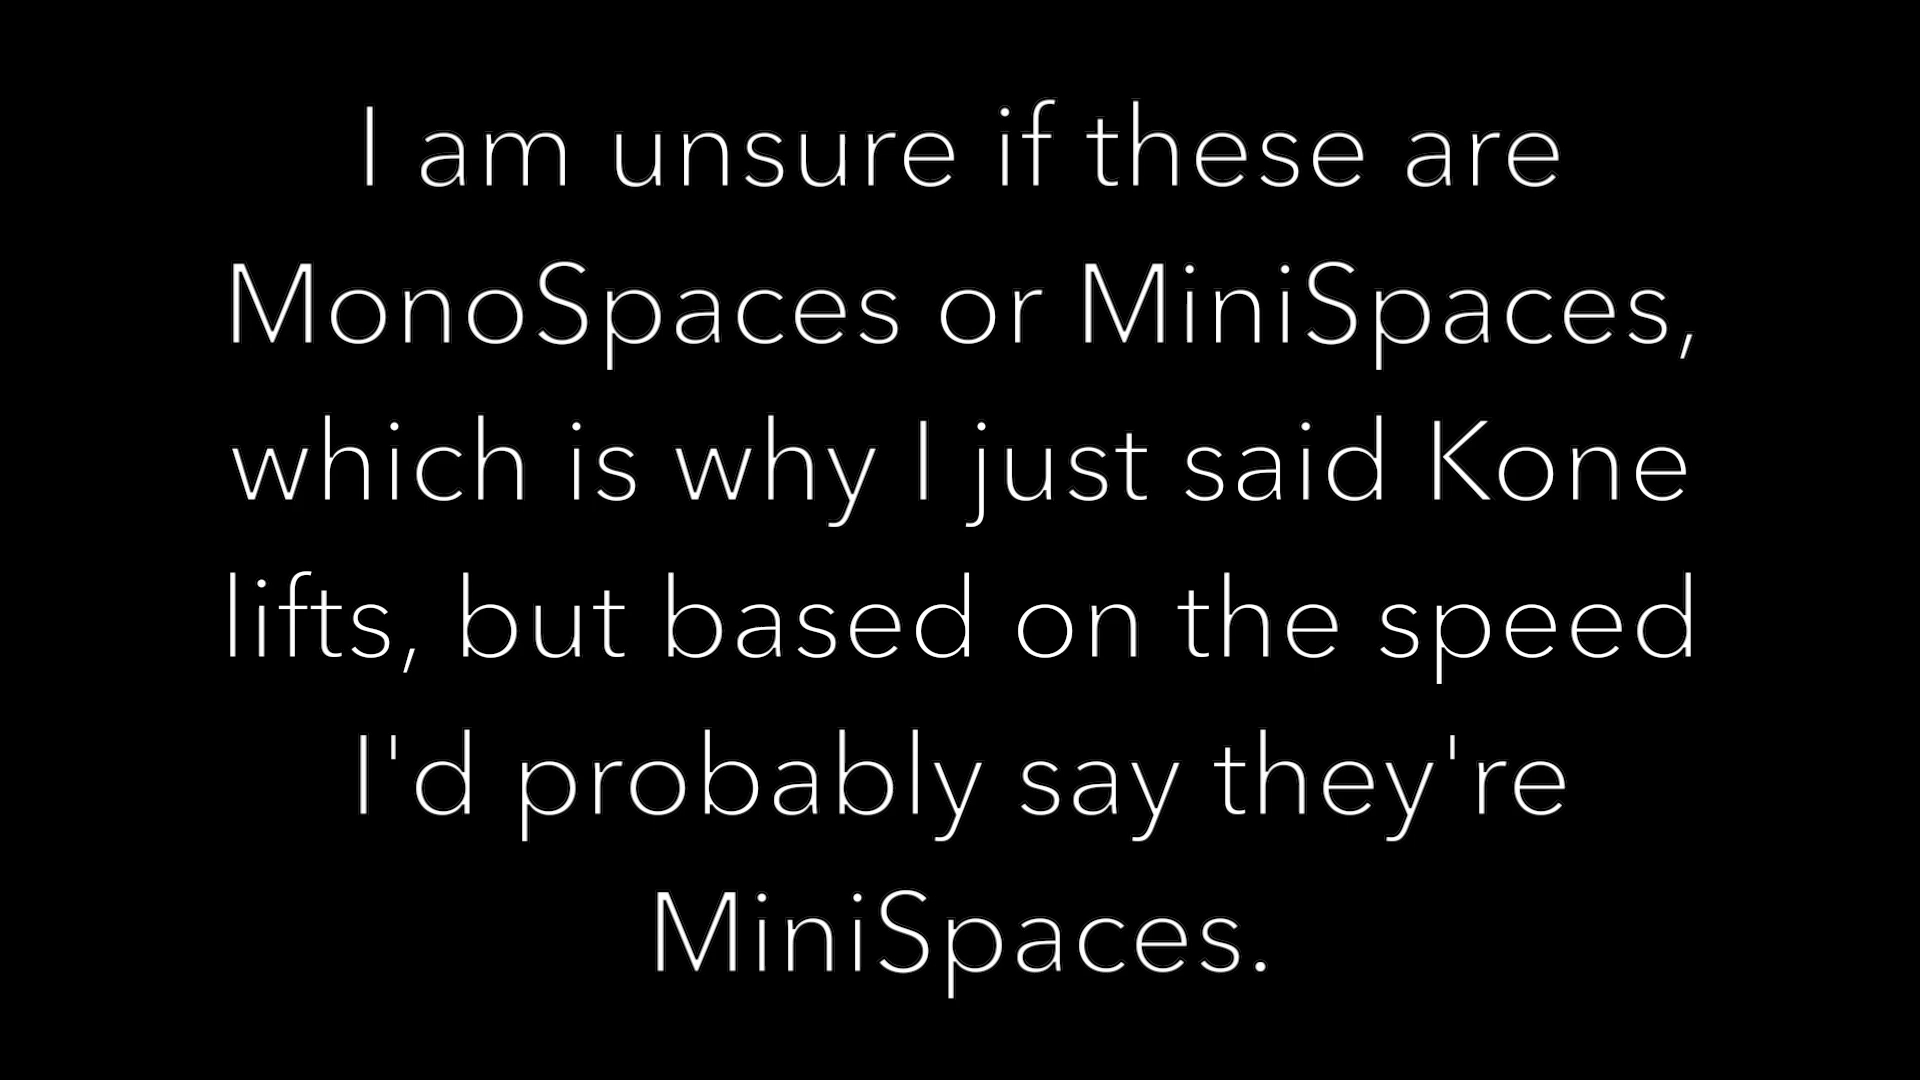 I am unsure if these are
MonoSpaces or MiniSpaces,
which is why I just said Kone
lifts, but based on the speed
I'd probably say they're
MiniSpaces.